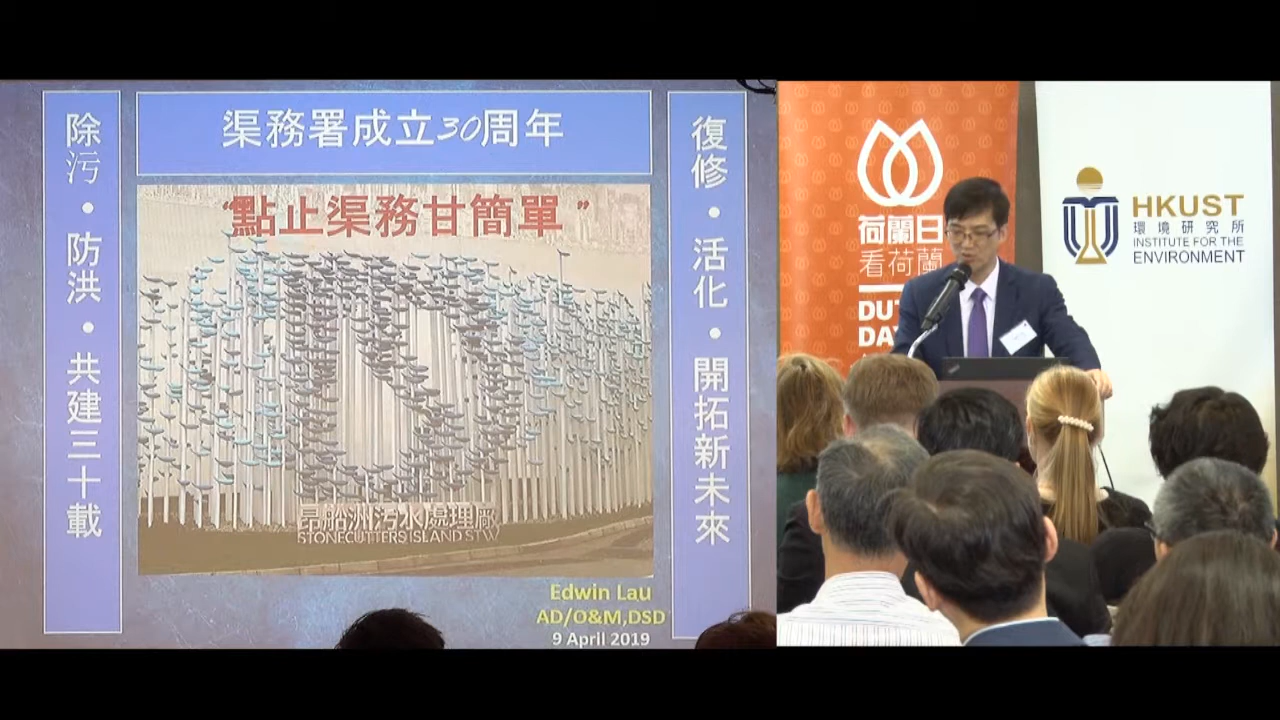 除污・防洪・共建三十載
渠務署成立30周年
“點止渠務甘簡單”
昂船洲污水處理廠
STONECUTTERS ISLAND STW
Edwin Lau
AD/O&M,DSD
9 April 2019
復修・活化・開拓新未來
荷蘭日
看荷蘭
DUT
DAY
HKUST
環境研究所
INSTITUTE FOR THE
ENVIRONMENT